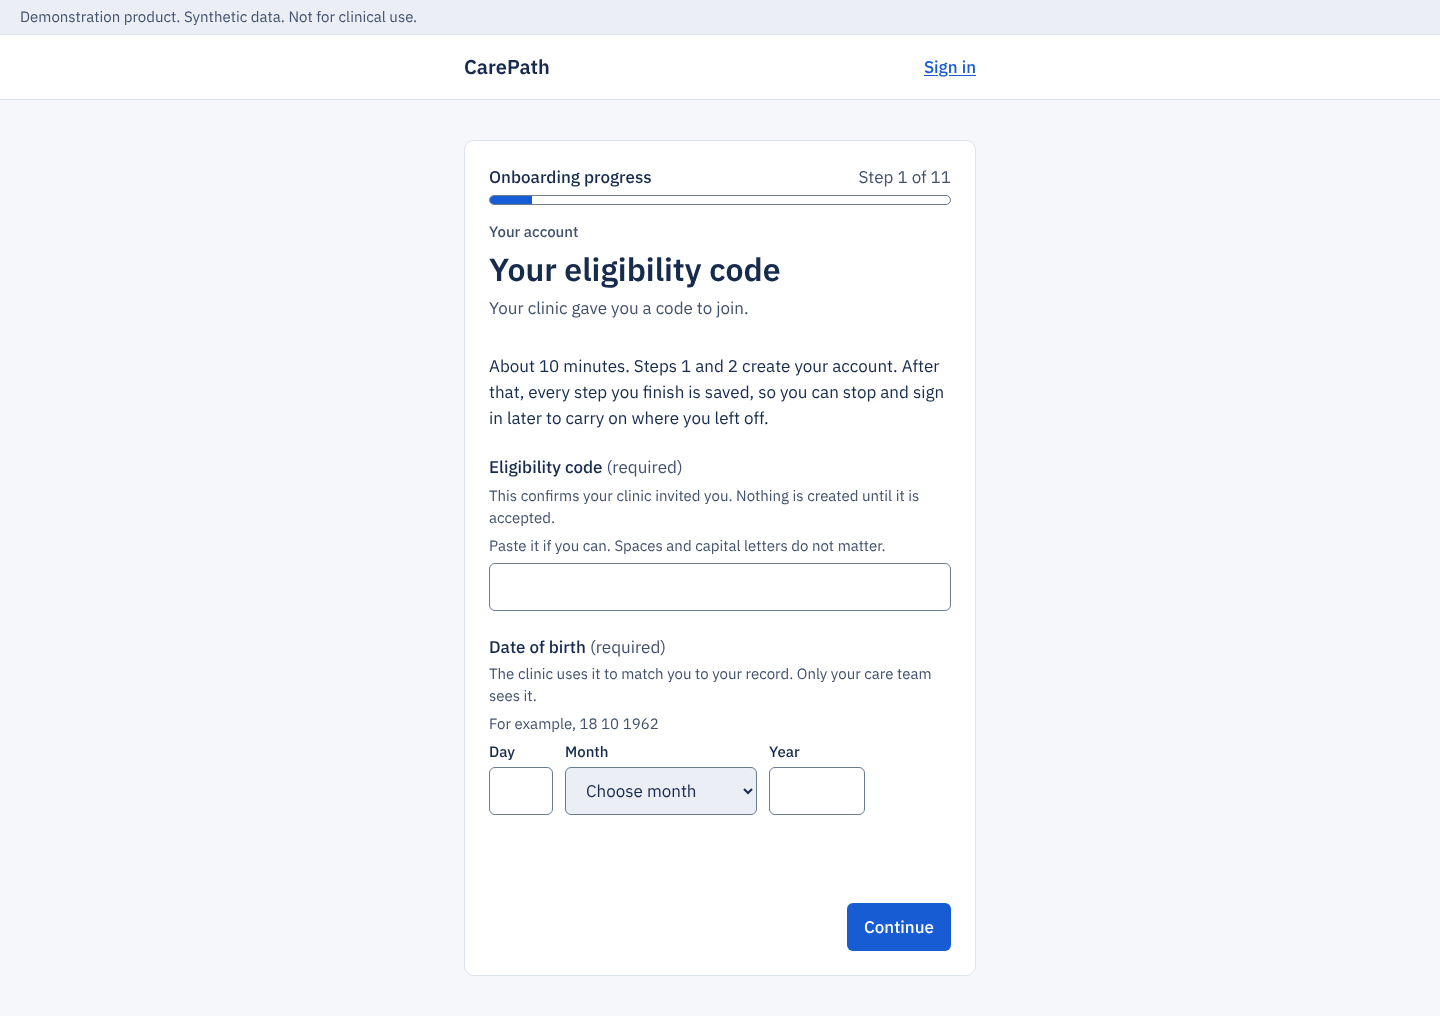 Demonstration product. Synthetic data. Not for clinical use.
CarePath
Sign in
Onboarding progress
Step 1 of 11
Your account
Your eligibility code
Your clinic gave you a code to join.
About 10 minutes. Steps 1 and 2 create your account. After
that, every step you finish is saved, so you can stop and sign
in later to carry on where you left off.
Eligibility code (required)
This confirms your clinic invited you. Nothing is created until it is
accepted.
Paste it if you can. Spaces and capital letters do not matter.
Date of birth (required)
The clinic uses it to match you to your record. Only your care team
sees it.
For example, 18 10 1962
Day
Month
Year
Choose month
Continue